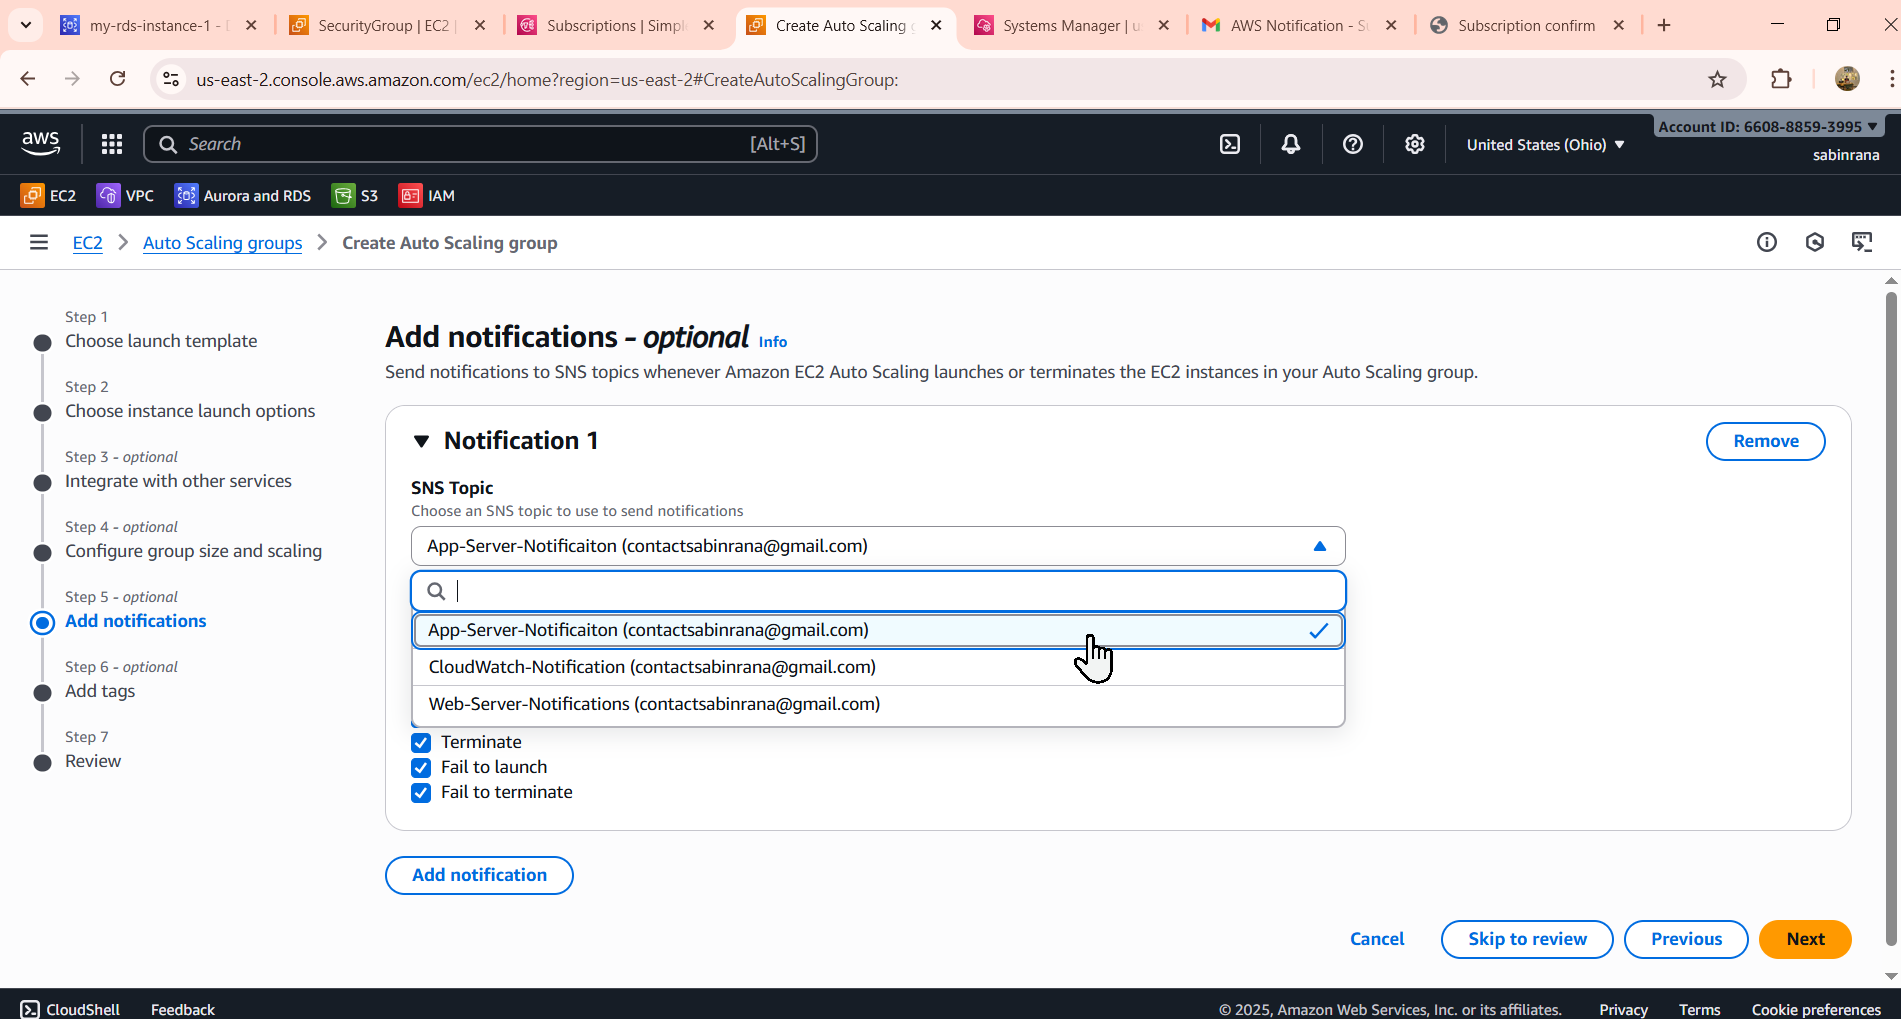 my-rds-instance-1 -
SecurityGroup | EC2 |
Subscriptions | Simpl
Create Auto Scaling
Systems Manager | u
AWS Notification - S
Subscription confirm
us-east-2.console.aws.amazon.com/ec2/home?region=us-east-2#CreateAutoScalingGroup:
aws
Search
[Alt+S]
United States (Ohio)
Account ID: 6608-8859-3995
sabinrana
EC2
VPC
Aurora and RDS
S3
IAM
EC2 > Auto Scaling groups > Create Auto Scaling group
Step 1
Choose launch template
Step 2
Choose instance launch options
Step 3 - optional
Integrate with other services
Step 4 - optional
Configure group size and scaling
Step 5 - optional
Add notifications
Step 6 - optional
Add tags
Step 7
Review
Add notifications - optional Info
Send notifications to SNS topics whenever Amazon EC2 Auto Scaling launches or terminates the EC2 instances in your Auto Scaling group.
Notification 1
Remove
SNS Topic
Choose an SNS topic to use to send notifications
App-Server-Notificaiton (contactsabinrana@gmail.com)
App-Server-Notificaiton (contactsabinrana@gmail.com)
CloudWatch-Notification (contactsabinrana@gmail.com)
Web-Server-Notifications (contactsabinrana@gmail.com)
Terminate
Fail to launch
Fail to terminate
Add notification
Cancel
Skip to review
Previous
Next
CloudShell
Feedback
© 2025, Amazon Web Services, Inc. or its affiliates.
Privacy
Terms
Cookie preferences